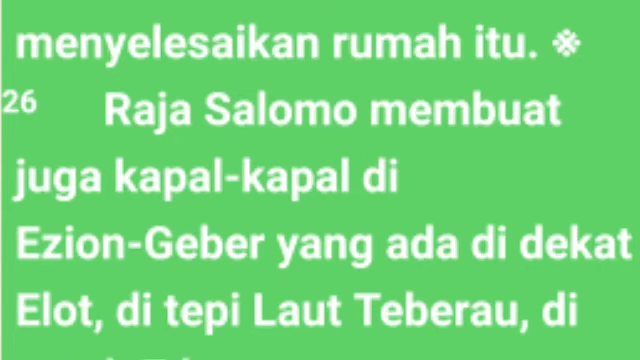 menyelesaikan rumah itu. ※
26 Raja Salomo membuat
juga kapal-kapal di
Ezion-Geber yang ada di dekat
Elot, di tepi Laut Teberau, di